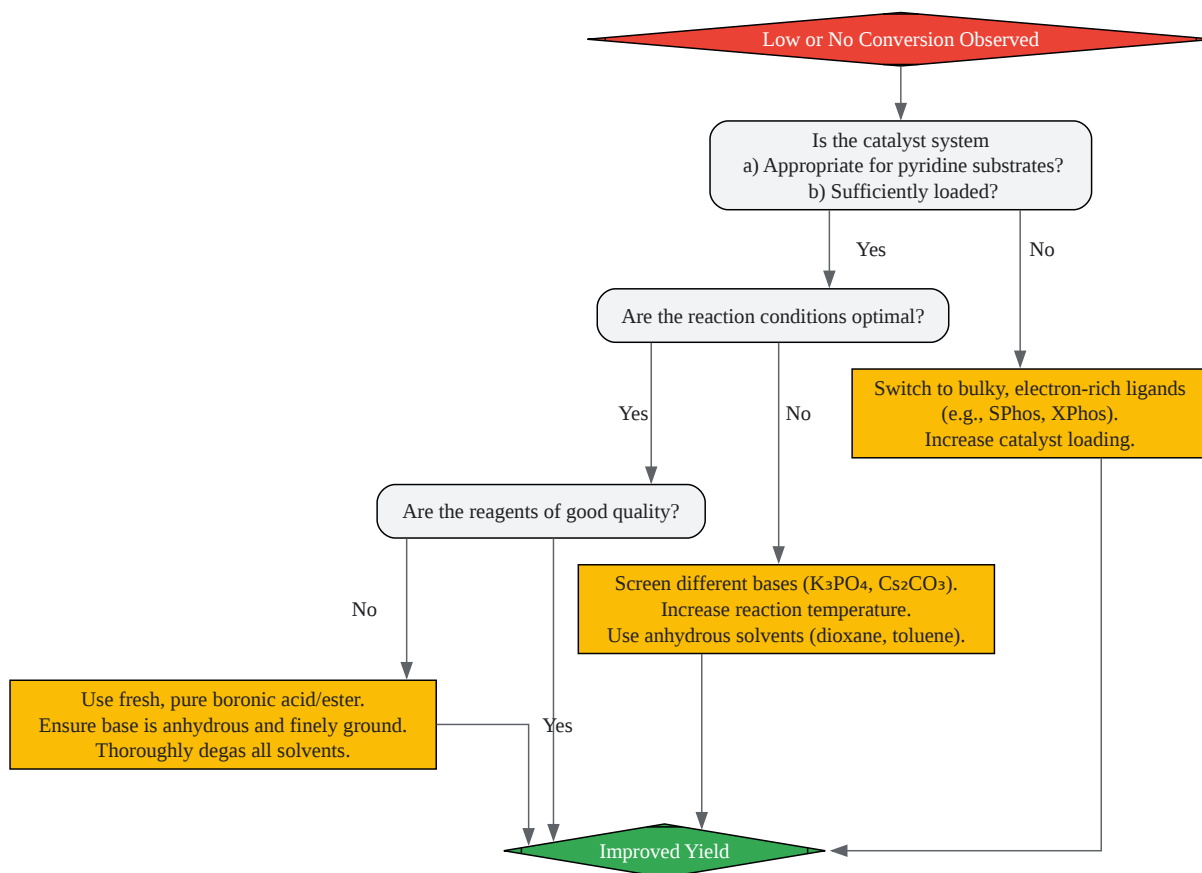 Low or No Conversion Observed
Is the catalyst system
a) Appropriate for pyridine substrates?
b) Sufficiently loaded?
Yes
No
Are the reaction conditions optimal?
Switch to bulky, electron-rich ligands
(e.g., SPhos, XPhos).
Increase catalyst loading.
Yes
No
Are the reagents of good quality?
Screen different bases (K₃PO₄, Cs₂CO₃).
Increase reaction temperature.
Use anhydrous solvents (dioxane, toluene).
No
Use fresh, pure boronic acid/ester.
Ensure base is anhydrous and finely ground.
Thoroughly degas all solvents.
Yes
Improved Yield